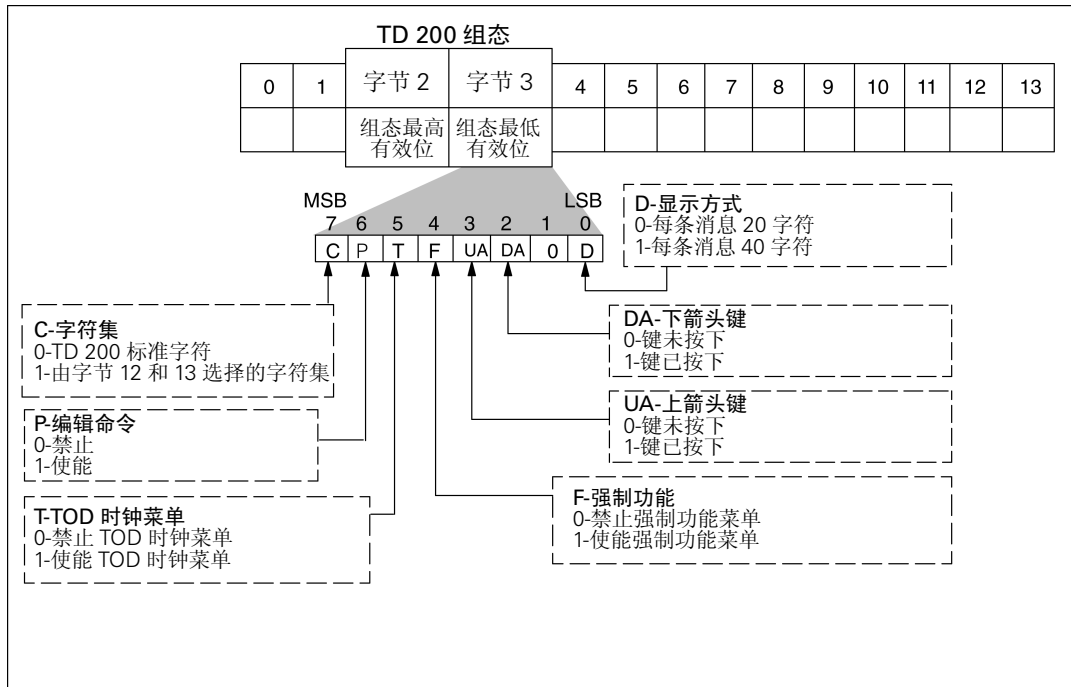 TD 200 组态
0 1 字节 2 字节 3 4 5 6 7 8 9 10 11 12 13
组态最高有效位 组态最低有效位
MSB LSB
7 6 5 4 3 2 1 0
C P T F UA DA 0 D
D-显示方式
0-每条消息 20 字符
1-每条消息 40 字符
C-字符集
0-TD 200 标准字符
1-由字节 12 和 13 选择的字符集
DA-下箭头键
0-键未按下
1-键已按下
P-编辑命令
0-禁止
1-使能
UA-上箭头键
0-键未按下
1-键已按下
T-TOD 时钟菜单
0-禁止 TOD 时钟菜单
1-使能 TOD 时钟菜单
F-强制功能
0-禁止强制功能菜单
1-使能强制功能菜单